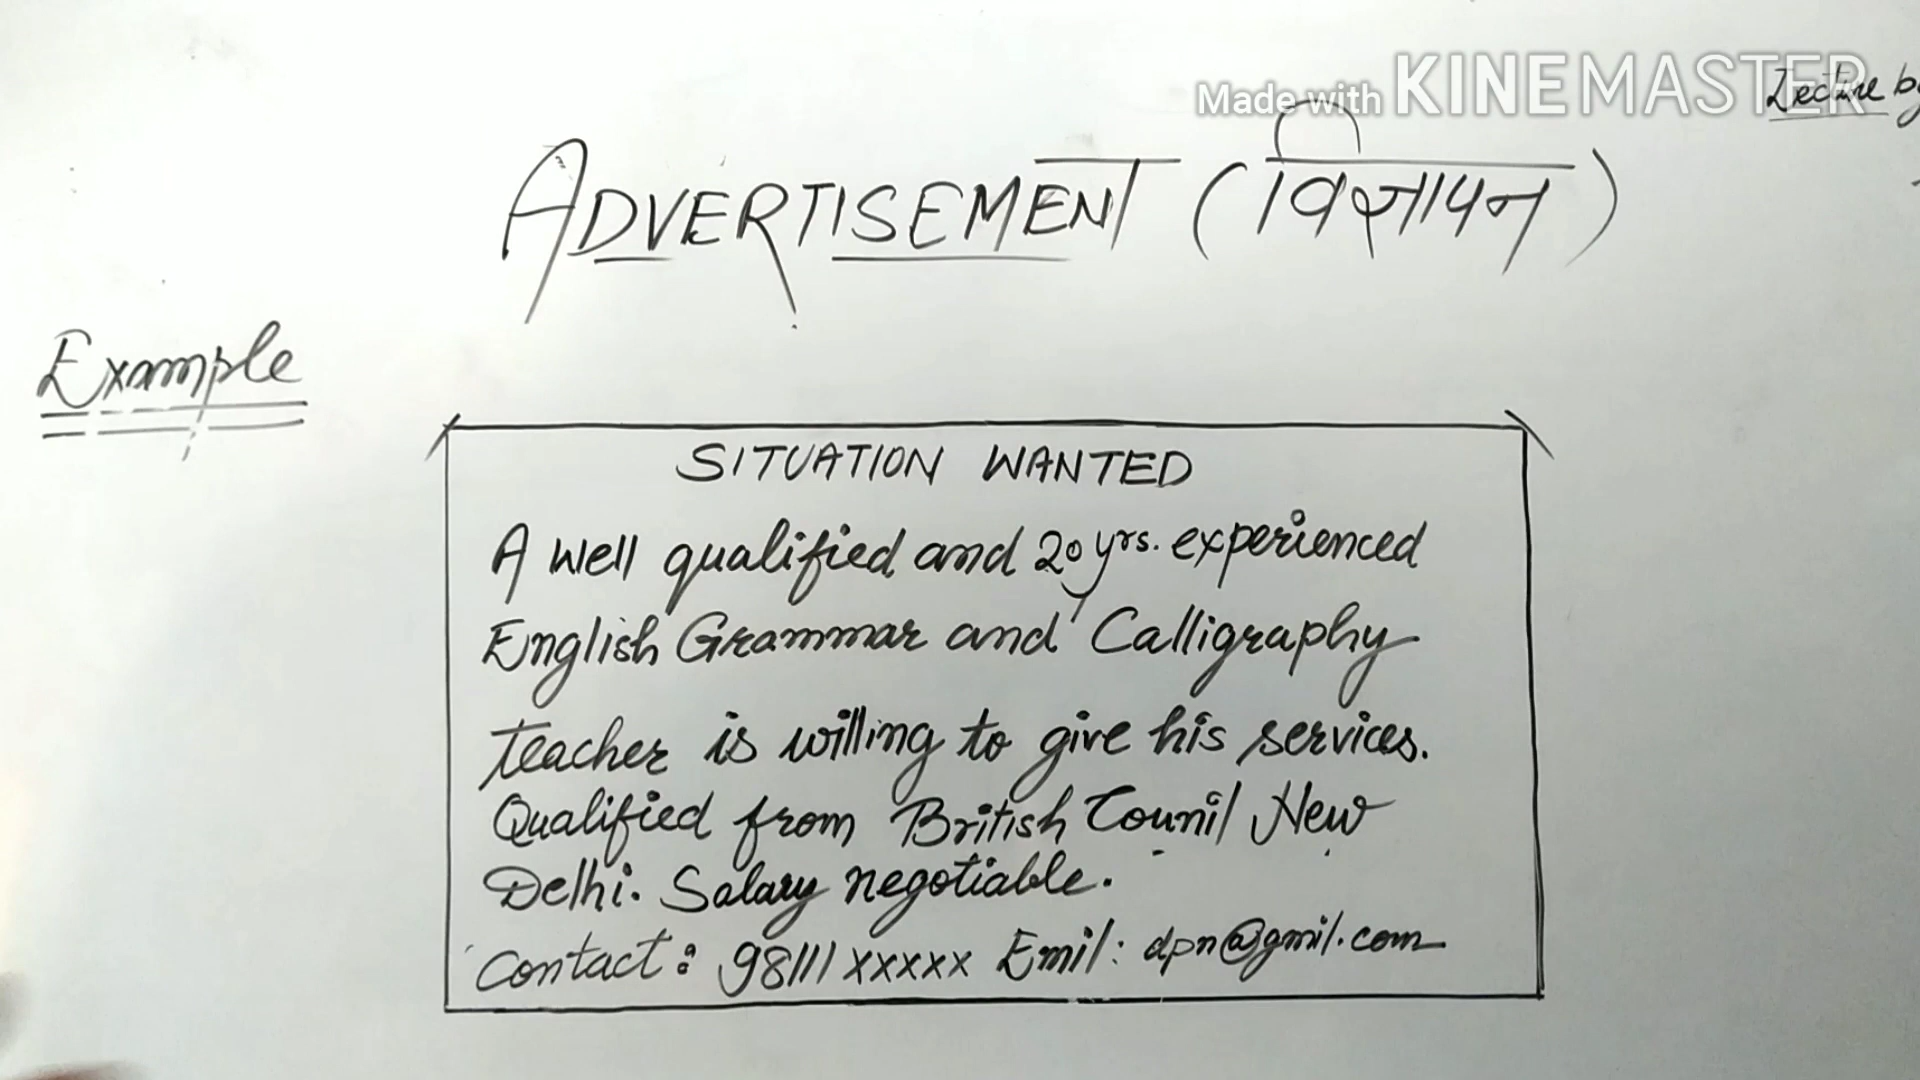 Made with KINEMASTER
Lecture by
ADVERTISEMENT (विज्ञापन)
Example
SITUATION WANTED
A well qualified and 20 yrs. experienced
English Grammar and Calligraphy
teacher is willing to give his services.
Qualified from British Counil New
Delhi. Salary negotiable.
Contact: 98111xxxxx Emil: dpn@gmil.com